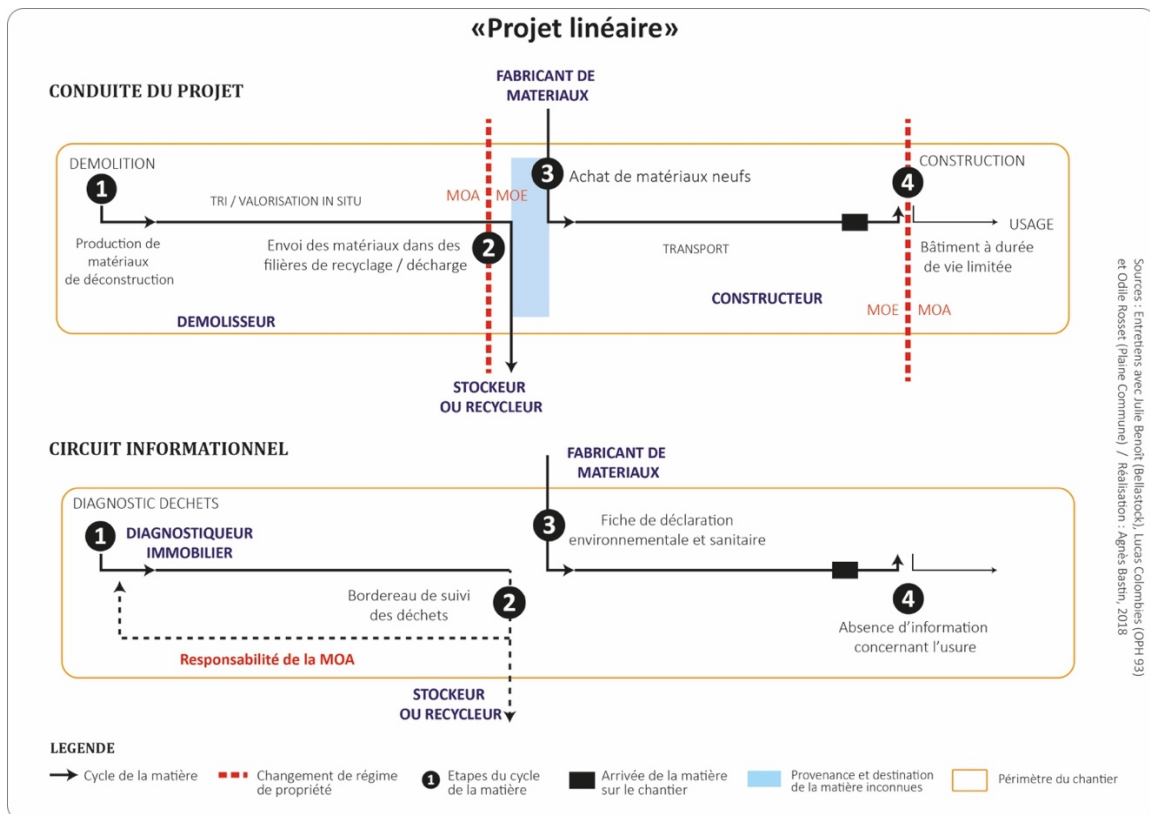 «Projet linéaire»
CONDUITE DU PROJET
FABRICANT DE
MATERIAUX
DEMOLITION
1
TRI / VALORISATION IN SITU
MOA
MOE
3
Achat de matériaux neufs
4
CONSTRUCTION
Production de
matériaux
de déconstruction
Envoi des matériaux dans des
filières de recyclage / décharge
2
TRANSPORT
USAGE
Bâtiment à durée
de vie limitée
DEMOLISSEUR
CONSTRUCTEUR
MOE
MOA
STOCKEUR
OU RECYCLEUR
CIRCUIT INFORMATIONNEL
FABRICANT DE
MATERIAUX
DIAGNOSTIC DECHETS
1
DIAGNOSTIQUEUR
IMMOBILIER
3
Fiche de déclaration
environnementale et sanitaire
Bordereau de suivi
des déchets
2
4
Absence d'information
concernant l'usure
Responsabilité de la MOA
STOCKEUR
OU RECYCLEUR
LEGENDE
Cycle de la matière
Changement de régime
de propriété
1
Etapes du cycle
de la matière
Arrivée de la matière
sur le chantier
Provenance et destination
de la matière inconnues
Périmètre du chantier
Sources : Entretiens avec Julie Benoît (Bellastock), Lucas Colombies (OPH 93)
et Odile Rosset (Plaine Commune) / Réalisation : Agnès Bastin, 2018